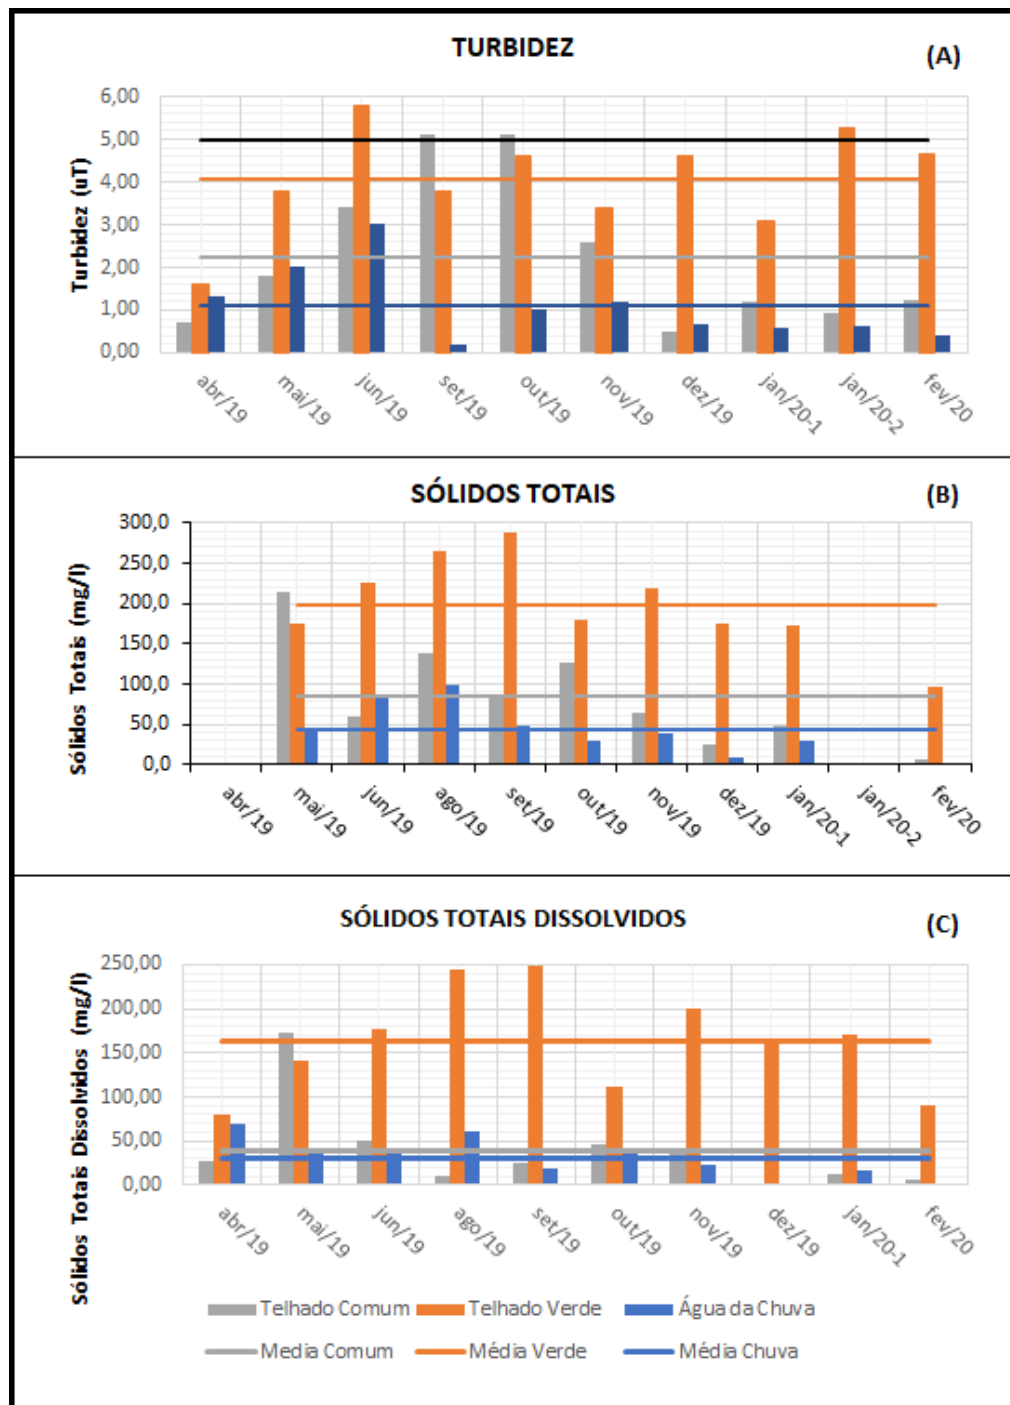 TURBIDEZ
(A)
Turbidez (uT)
6,00
5,00
4,00
3,00
2,00
1,00
0,00
abr/19
mai/19
jun/19
set/19
out/19
nov/19
dez/19
jan/20-1
jan/20-2
fev/20
SÓLIDOS TOTAIS
(B)
Sólidos Totais (mg/l)
300,0
250,0
200,0
150,0
100,0
50,0
0,0
abr/19
mai/19
jun/19
ago/19
set/19
out/19
nov/19
dez/19
jan/20-1
jan/20-2
fev/20
SÓLIDOS TOTAIS DISSOLVIDOS
(C)
Sólidos Totais Dissolvidos (mg/l)
250,00
200,00
150,00
100,00
50,00
0,00
abr/19
mai/19
jun/19
ago/19
set/19
out/19
nov/19
dez/19
jan/20-1
fev/20
Telhado Comum
Telhado Verde
Água da Chuva
Media Comum
Média Verde
Média Chuva